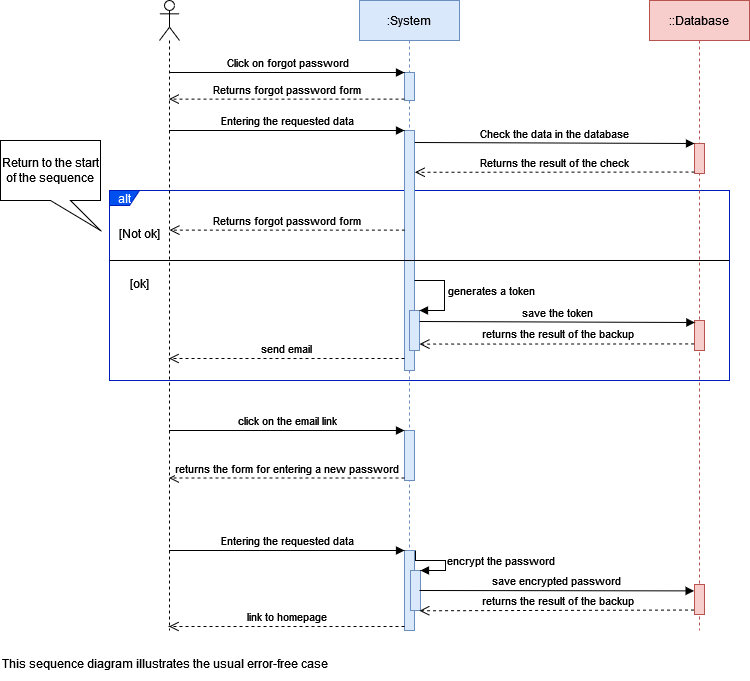 :System
::Database
Click on forgot password
Returns forgot password form
Entering the requested data
Check the data in the database
Returns the result of the check
Return to the start
of the sequence
alt
Returns forgot password form
[Not ok]
[ok]
generates a token
save the token
returns the result of the backup
send email
click on the email link
returns the form for entering a new password
Entering the requested data
encrypt the password
save encrypted password
returns the result of the backup
link to homepage
This sequence diagram illustrates the usual error-free case